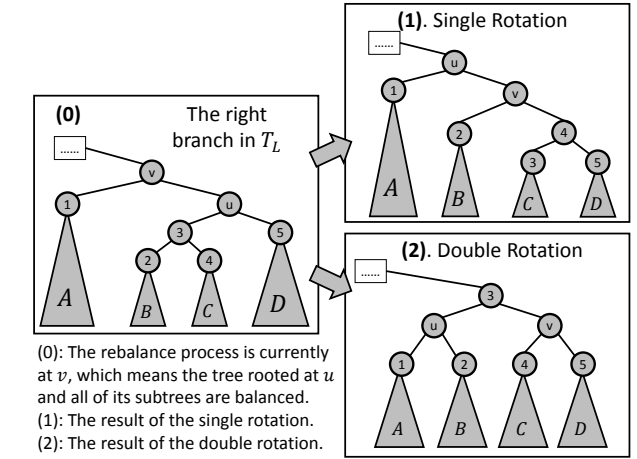 (0)
The right
branch in T_L
......
v
1
u
3
5
2
4
A
B
C
D
(1). Single Rotation
......
u
1
v
2
4
3
5
A
B
C
D
(2). Double Rotation
......
3
u
v
1
2
4
5
A
B
C
D
(0): The rebalance process is currently
at v, which means the tree rooted at u
and all of its subtrees are balanced.
(1): The result of the single rotation.
(2): The result of the double rotation.